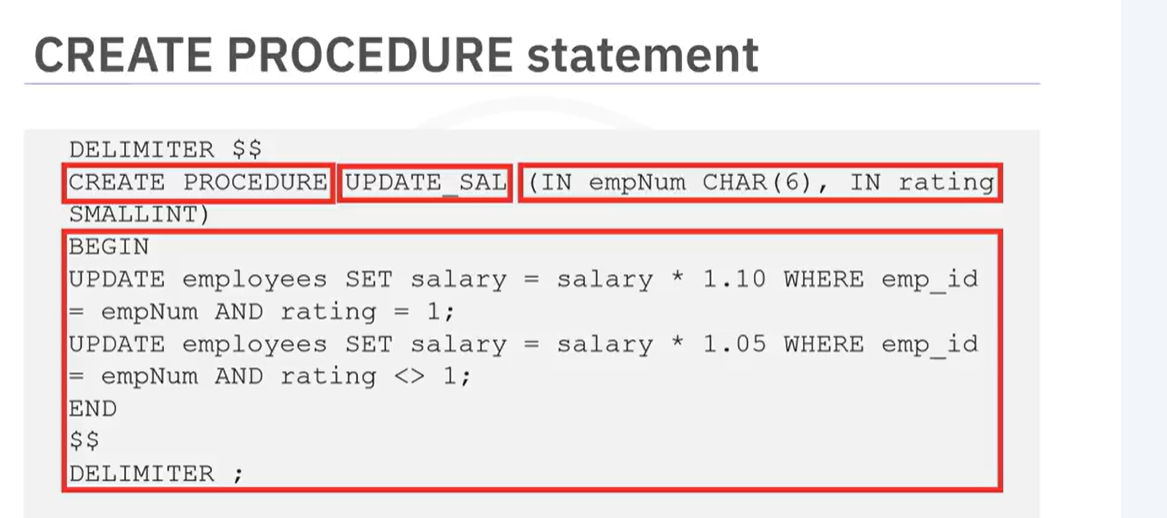 CREATE PROCEDURE statement
DELIMITER $$
CREATE PROCEDURE UPDATE_SAL (IN empNum CHAR(6), IN rating
SMALLINT)
BEGIN
UPDATE employees SET salary = salary * 1.10 WHERE emp_id
= empNum AND rating = 1;
UPDATE employees SET salary = salary * 1.05 WHERE emp_id
= empNum AND rating <> 1;
END
$$
DELIMITER ;